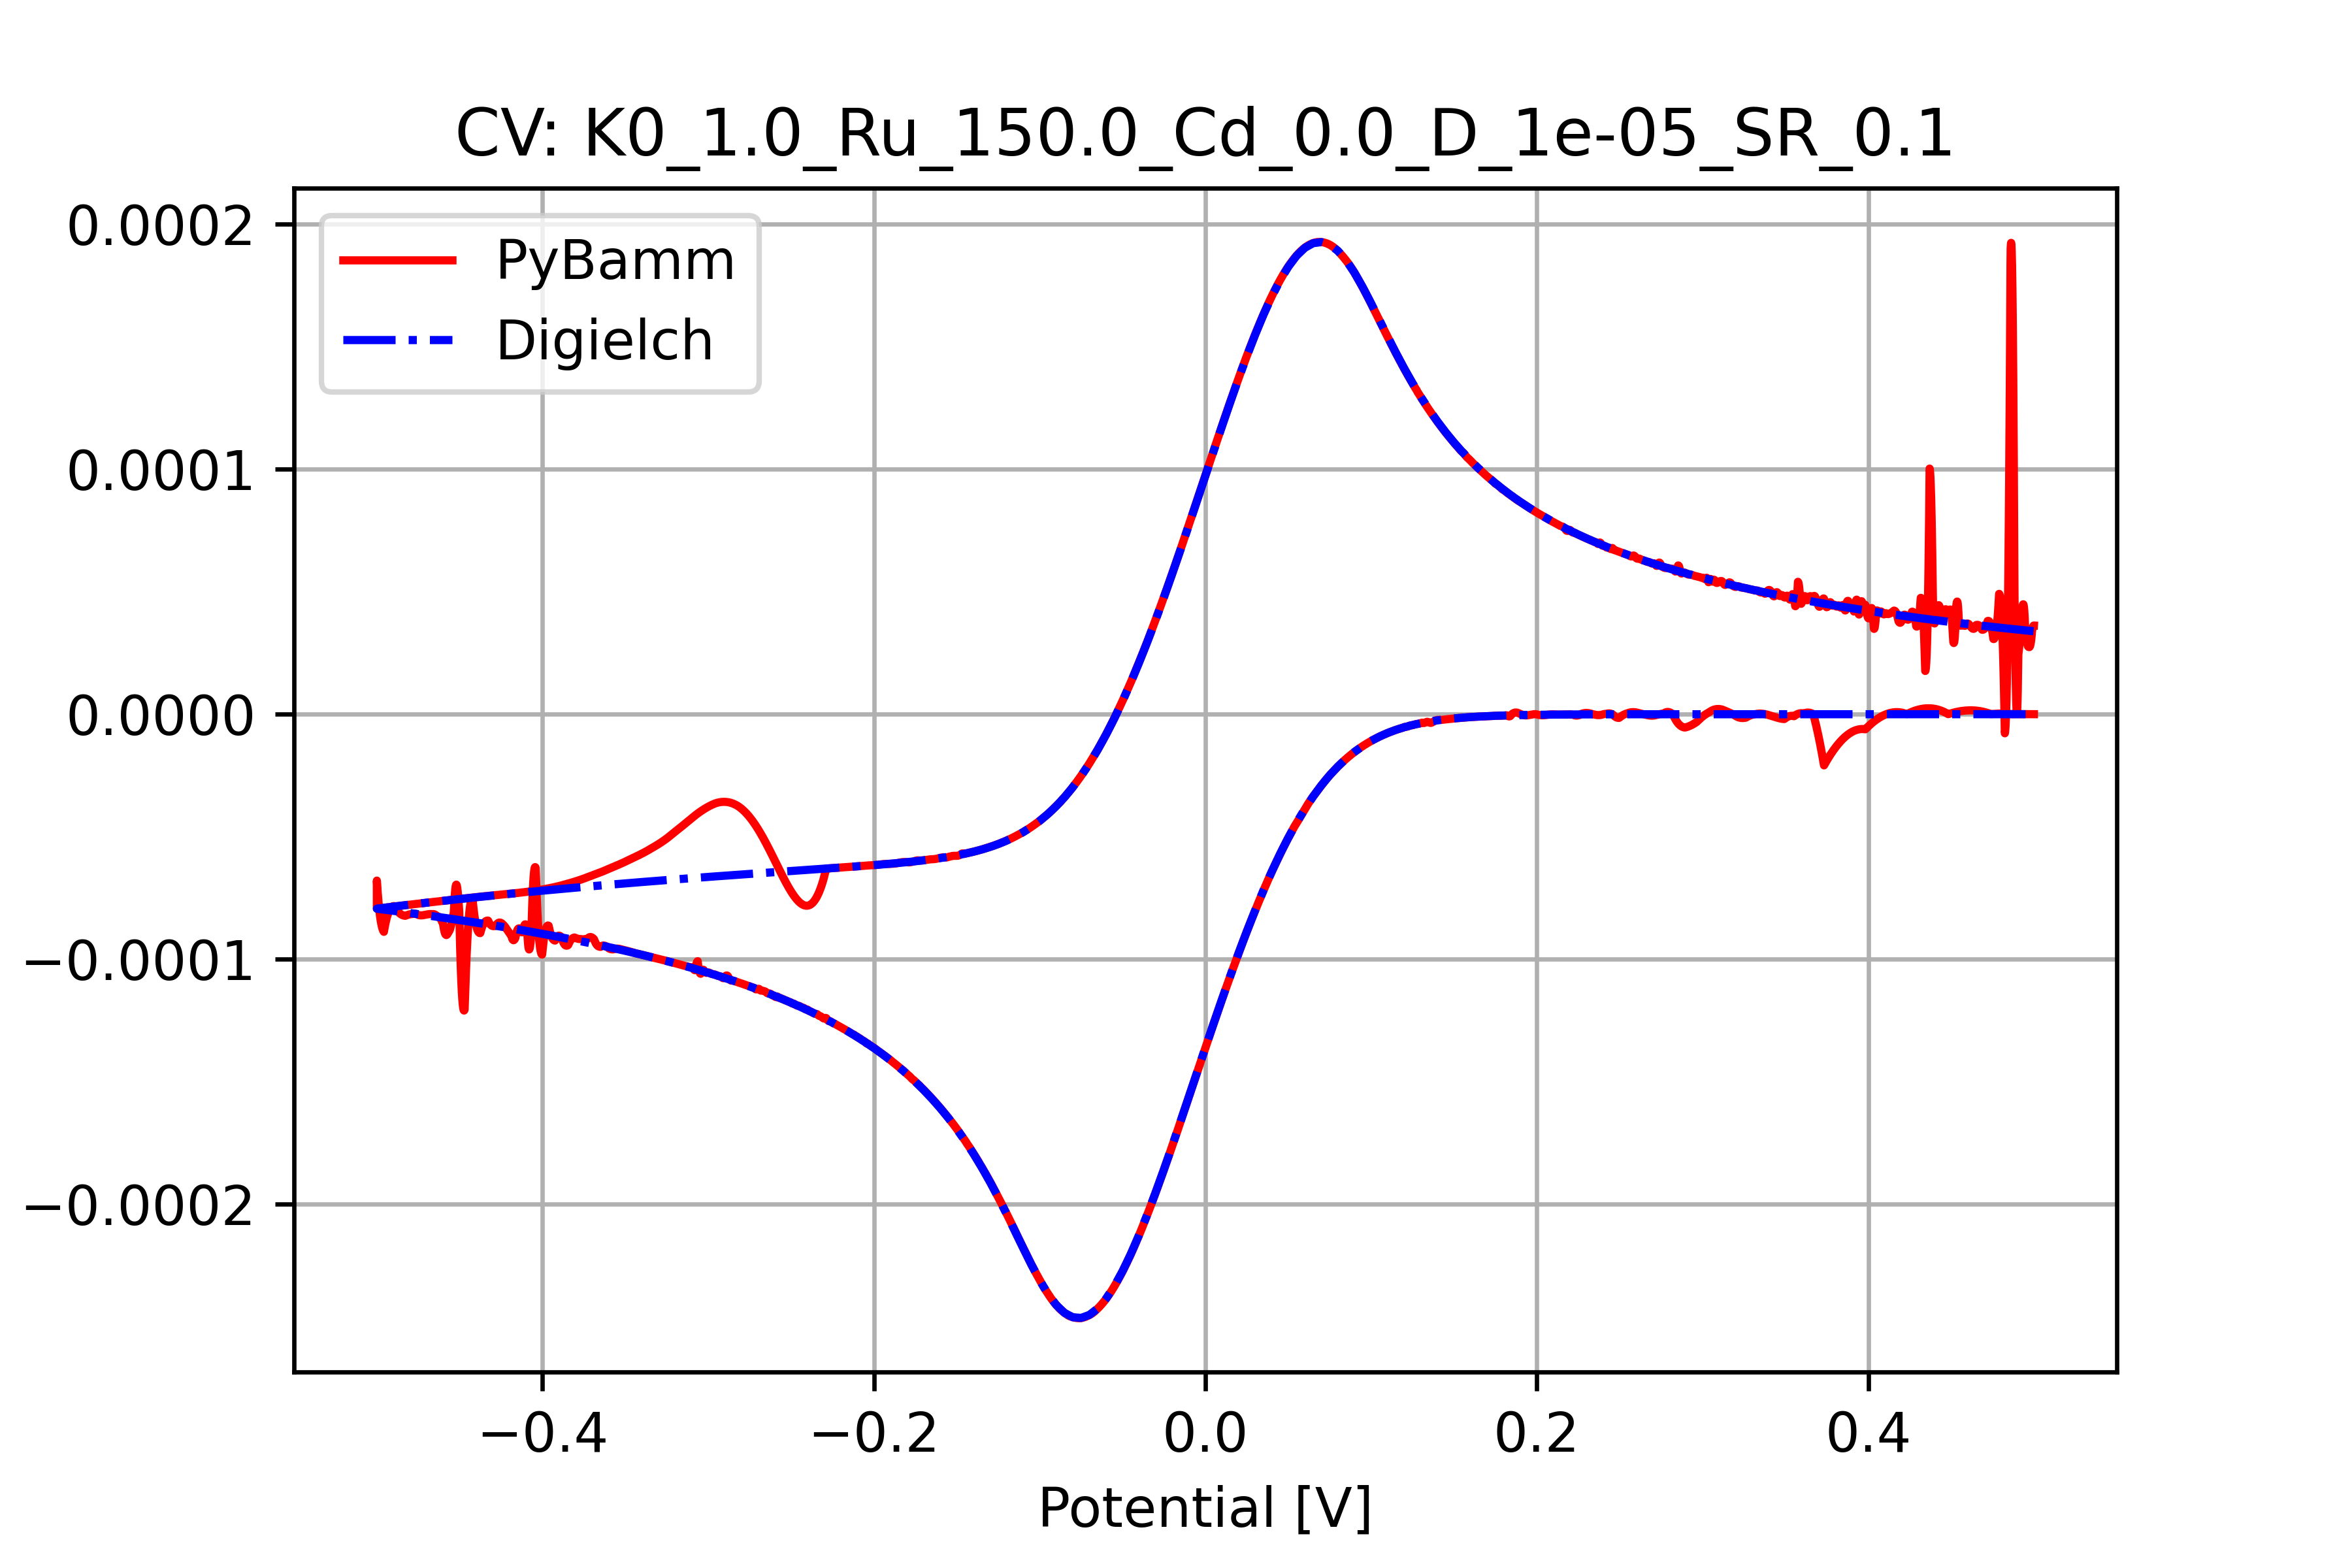 CV: K0_1.0_Ru_150.0_Cd_0.0_D_1e-05_SR_0.1
PyBamm
Digielch
0.0002
0.0001
0.0000
−0.0001
−0.0002
−0.4 −0.2 0.0 0.2 0.4
Potential [V]